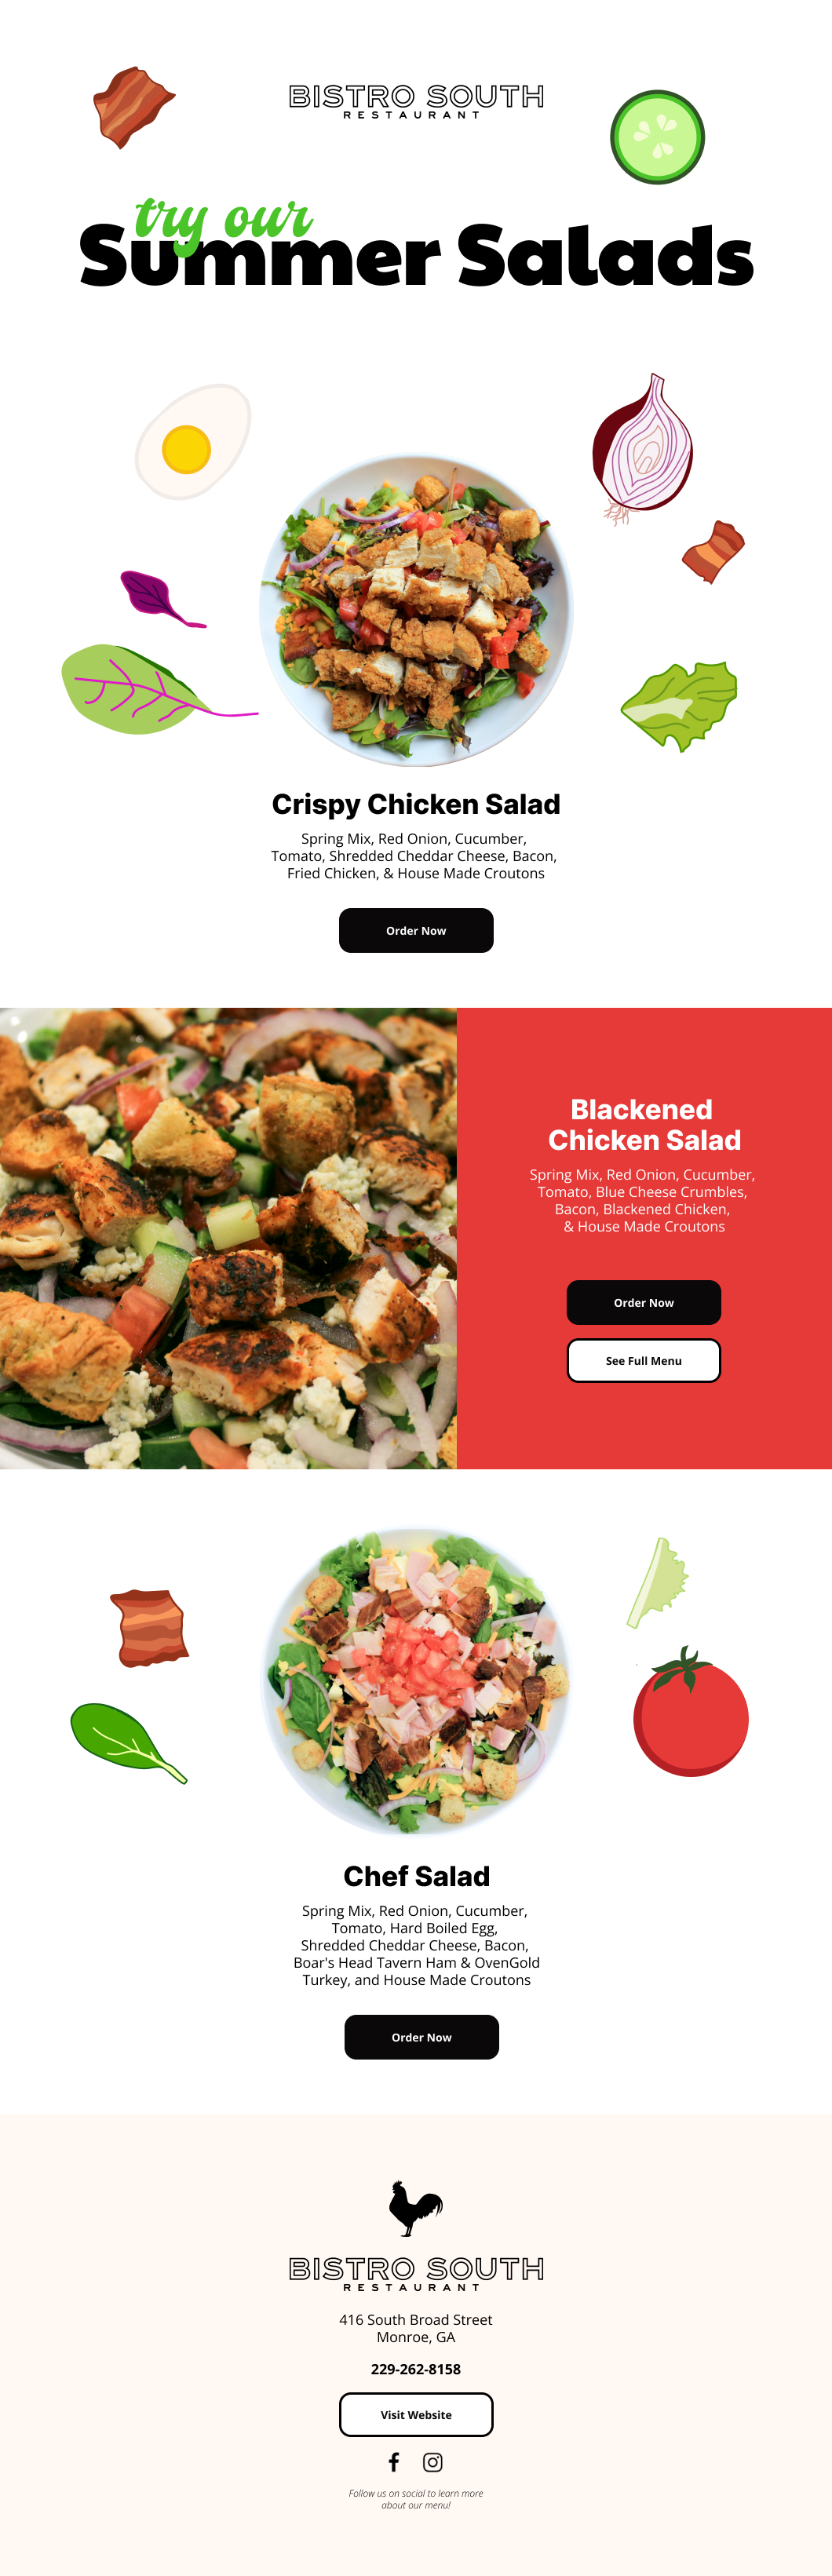 BISTRO SOUTH
RESTAURANT
try our
Summer Salads
Crispy Chicken Salad
Spring Mix, Red Onion, Cucumber,
Tomato, Shredded Cheddar Cheese, Bacon,
Fried Chicken, & House Made Croutons
Order Now
Blackened
Chicken Salad
Spring Mix, Red Onion, Cucumber,
Tomato, Blue Cheese Crumbles,
Bacon, Blackened Chicken,
& House Made Croutons
Order Now
See Full Menu
Chef Salad
Spring Mix, Red Onion, Cucumber,
Tomato, Hard Boiled Egg,
Shredded Cheddar Cheese, Bacon,
Boar's Head Tavern Ham & OvenGold
Turkey, and House Made Croutons
Order Now
BISTRO SOUTH
RESTAURANT
416 South Broad Street
Monroe, GA
229-262-8158
Visit Website
Follow us on social to learn more
about our menu!